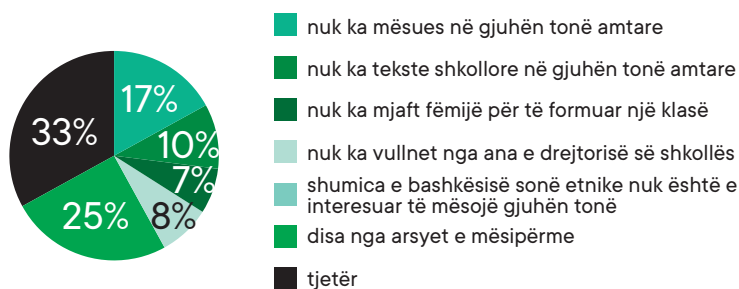 17%
10%
7%
8%
25%
33%
nuk ka mësues në gjuhën tonë amtare
nuk ka tekste shkollore në gjuhën tonë amtare
nuk ka mjaft fëmijë për të formuar një klasë
nuk ka vullnet nga ana e drejtorisë së shkollës
shumica e bashkësisë sonë etnike nuk është e
interesuar të mësojë gjuhën tonë
disa nga arsyet e mësipërme
tjetër